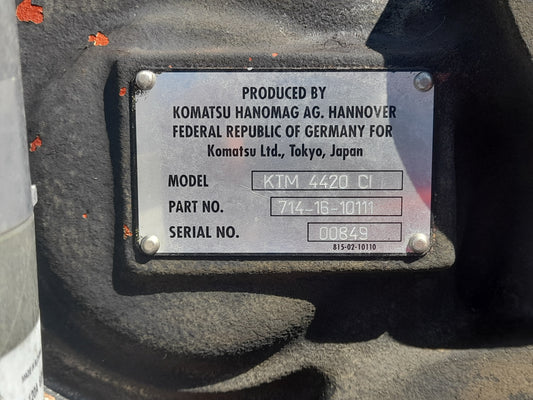 PRODUCED BY
KOMATSU HANOMAG AG. HANNOVER
FEDERAL REPUBLIC OF GERMANY FOR
Komatsu Ltd., Tokyo, Japan
MODEL KTM 4420 CI
PART NO. 714-16-10111
SERIAL NO. 00849
815-02-10110